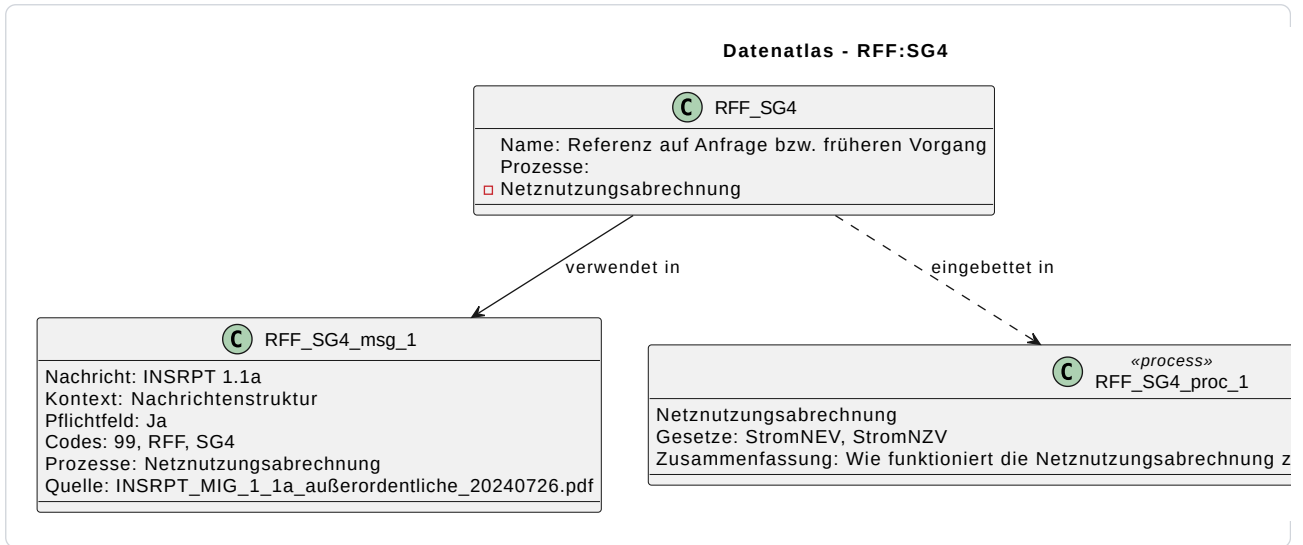 Datenatlas - RFF:SG4
C RFF_SG4
Name: Referenz auf Anfrage bzw. früheren Vorgang
Prozesse:
Netznutzungsabrechnung
verwendet in
eingebettet in
C RFF_SG4_msg_1
Nachricht: INSRPT 1.1a
Kontext: Nachrichtenstruktur
Pflichtfeld: Ja
Codes: 99, RFF, SG4
Prozesse: Netznutzungsabrechnung
Quelle: INSRPT_MIG_1_1a_außerordentliche_20240726.pdf
«process»
C RFF_SG4_proc_1
Netznutzungsabrechnung
Gesetze: StromNEV, StromNZV
Zusammenfassung: Wie funktioniert die Netznutzungsabrechnung z